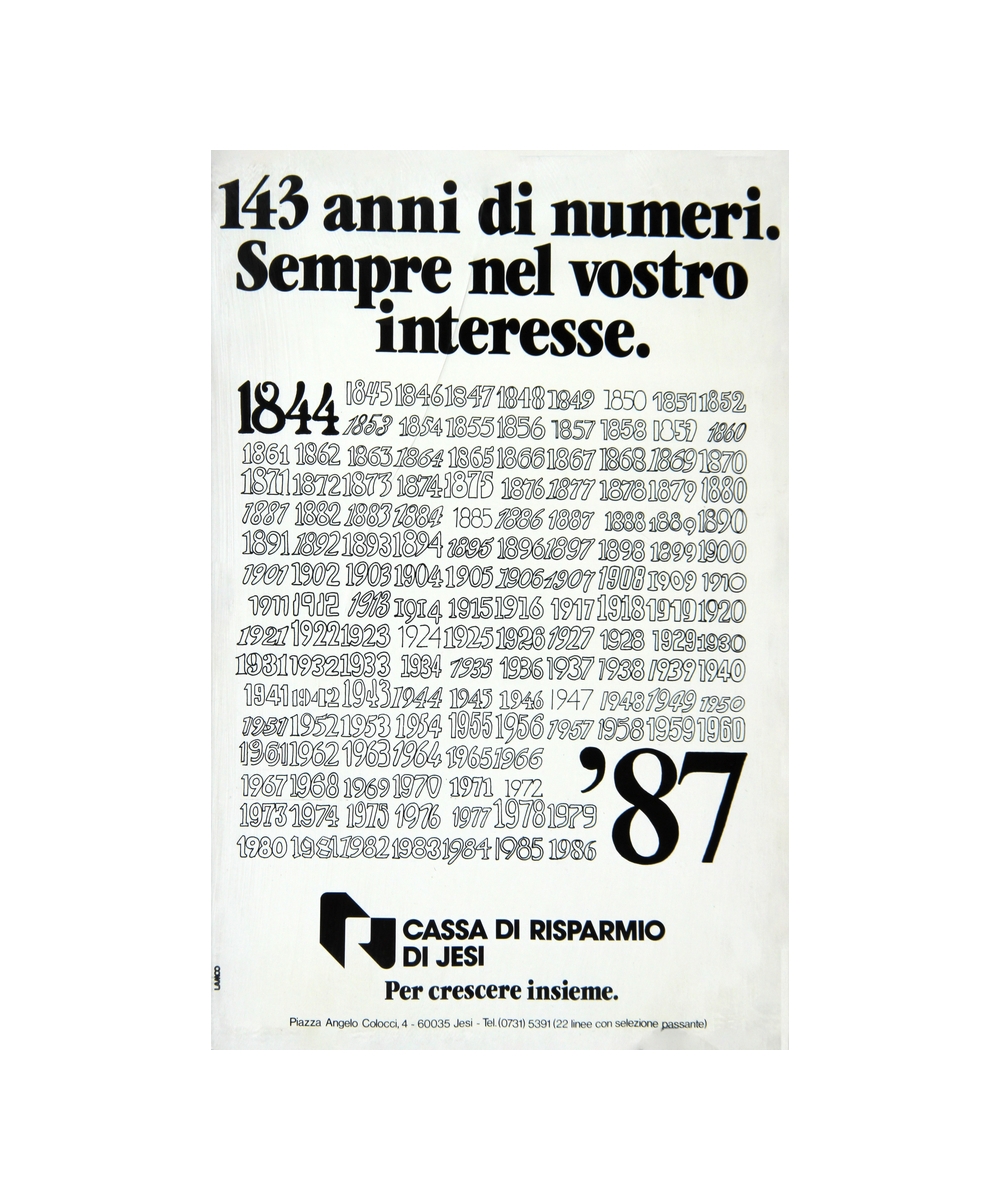 143 anni di numeri.
Sempre nel vostro
interesse.
1844 1845 1846 1847 1848 1849 1850 1851 1852
1853 1854 1855 1856 1857 1858 1859 1860
1861 1862 1863 1864 1865 1866 1867 1868 1869 1870
1871 1872 1873 1874 1875 1876 1877 1878 1879 1880
1881 1882 1883 1884 1885 1886 1887 1888 1889 1890
1891 1892 1893 1894 1895 1896 1897 1898 1899 1900
1901 1902 1903 1904 1905 1906 1907 1908 1909 1910
1911 1912 1913 1914 1915 1916 1917 1918 1919 1920
1921 1922 1923 1924 1925 1926 1927 1928 1929 1930
1931 1932 1933 1934 1935 1936 1937 1938 1939 1940
1941 1942 1943 1944 1945 1946 1947 1948 1949 1950
1951 1952 1953 1954 1955 1956 1957 1958 1959 1960
1961 1962 1963 1964 1965 1966
1967 1968 1969 1970 1971 1972
1973 1974 1975 1976 1977 1978 1979
1980 1981 1982 1983 1984 1985 1986
’87
CASSA DI RISPARMIO
DI JESI
Per crescere insieme.
Piazza Angelo Colocci, 4 - 60035 Jesi - Tel. (0731) 5391 (22 linee con selezione passante)